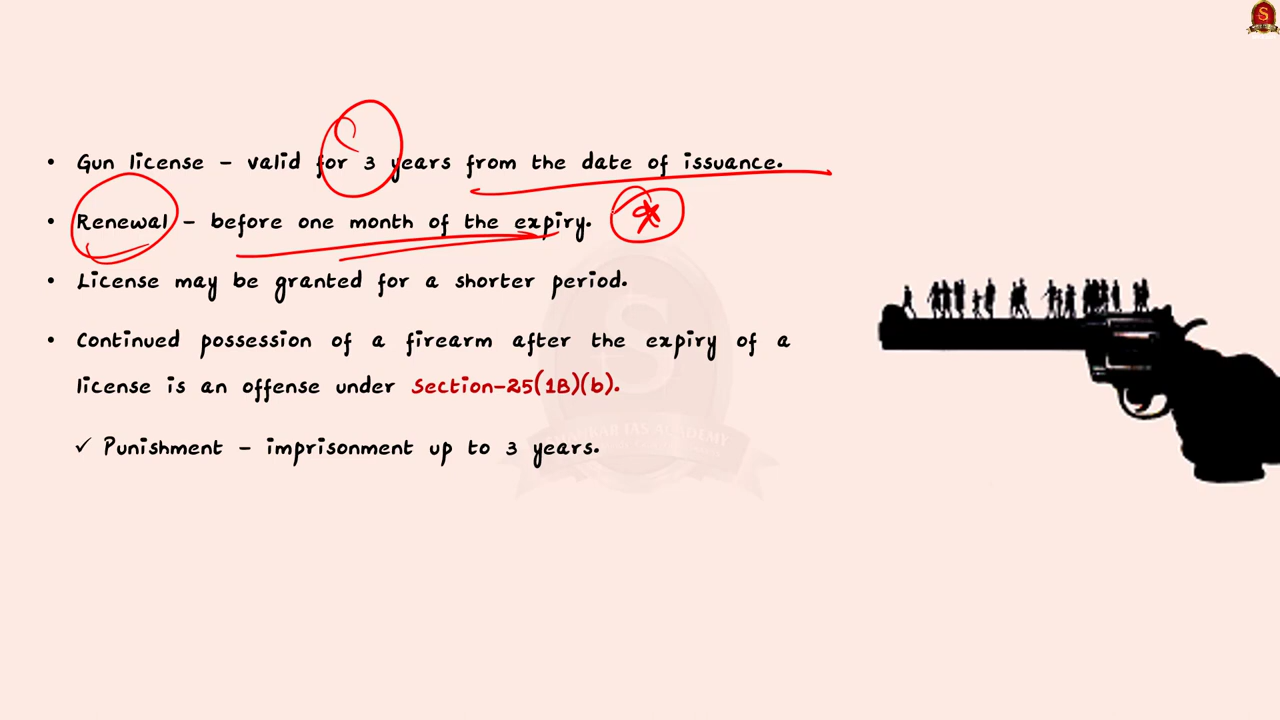 • Gun license – valid for 3 years from the date of issuance.
• Renewal – before one month of the expiry.
• License may be granted for a shorter period.
• Continued possession of a firearm after the expiry of a
license is an offense under Section-25(1B)(b).
✓ Punishment – imprisonment up to 3 years.